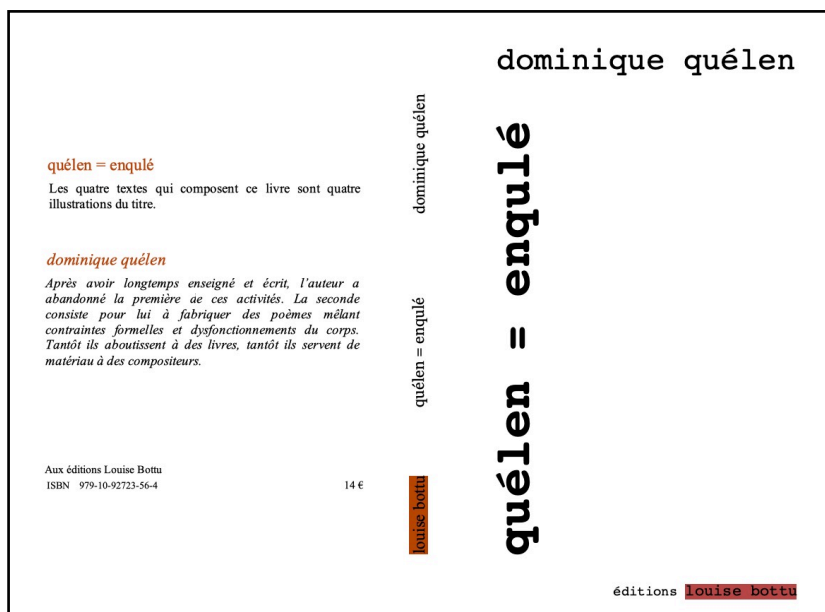 quélen = enqulé
Les quatre textes qui composent ce livre sont quatre
illustrations du titre.
dominique quélen
Après avoir longtemps enseigné et écrit, l’auteur a
abandonné la première de ces activités. La seconde
consiste pour lui à fabriquer des poèmes mêlant
contraintes formelles et dysfonctionnements du corps.
Tantôt ils aboutissent à des livres, tantôt ils servent de
matériau à des compositeurs.
Aux éditions Louise Bottu
ISBN 979-10-92723-56-4 14 €
dominique quélen
quélen = enqulé
louise bottu
dominique quélen
quélen = enqulé
éditions louise bottu